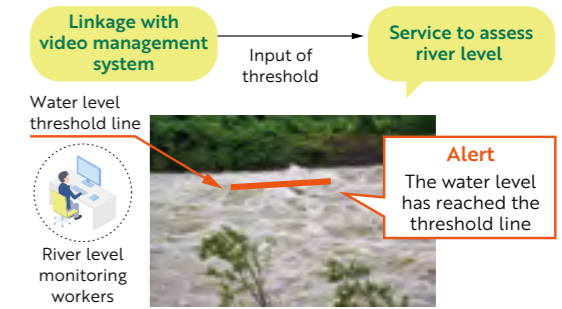 Linkage with
video management
system
Input of
threshold
Service to assess
river level
Water level
threshold line
Alert
The water level
has reached the
threshold line
River level
monitoring
workers